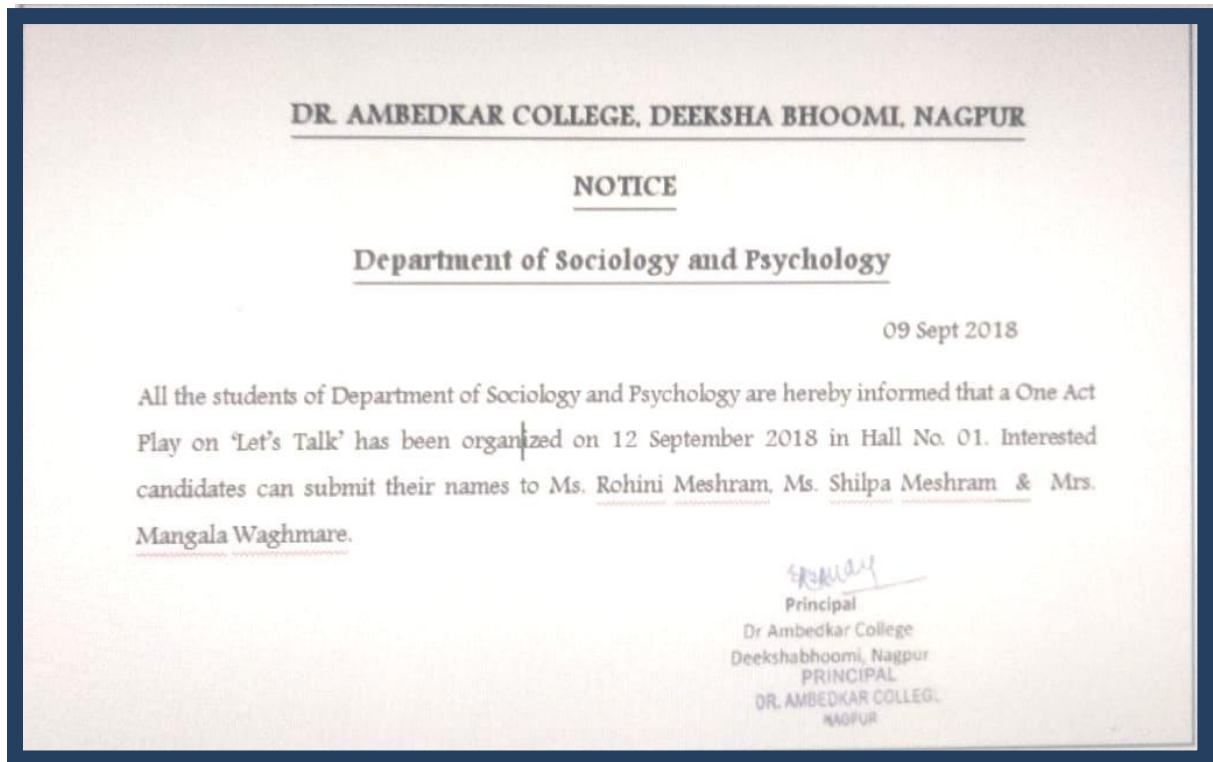 DR. AMBEDKAR COLLEGE, DEEKSHA BHOOMI, NAGPUR
NOTICE
Department of Sociology and Psychology
09 Sept 2018
All the students of Department of Sociology and Psychology are hereby informed that a One Act
Play on ‘Let’s Talk’ has been organized on 12 September 2018 in Hall No. 01. Interested
candidates can submit their names to Ms. Rohini Meshram, Ms. Shilpa Meshram & Mrs.
Mangala Waghmare.
Principal
Dr Ambedkar College
Deekshabhoomi, Nagpur
PRINCIPAL
DR. AMBEDKAR COLLEGE
NAGPUR